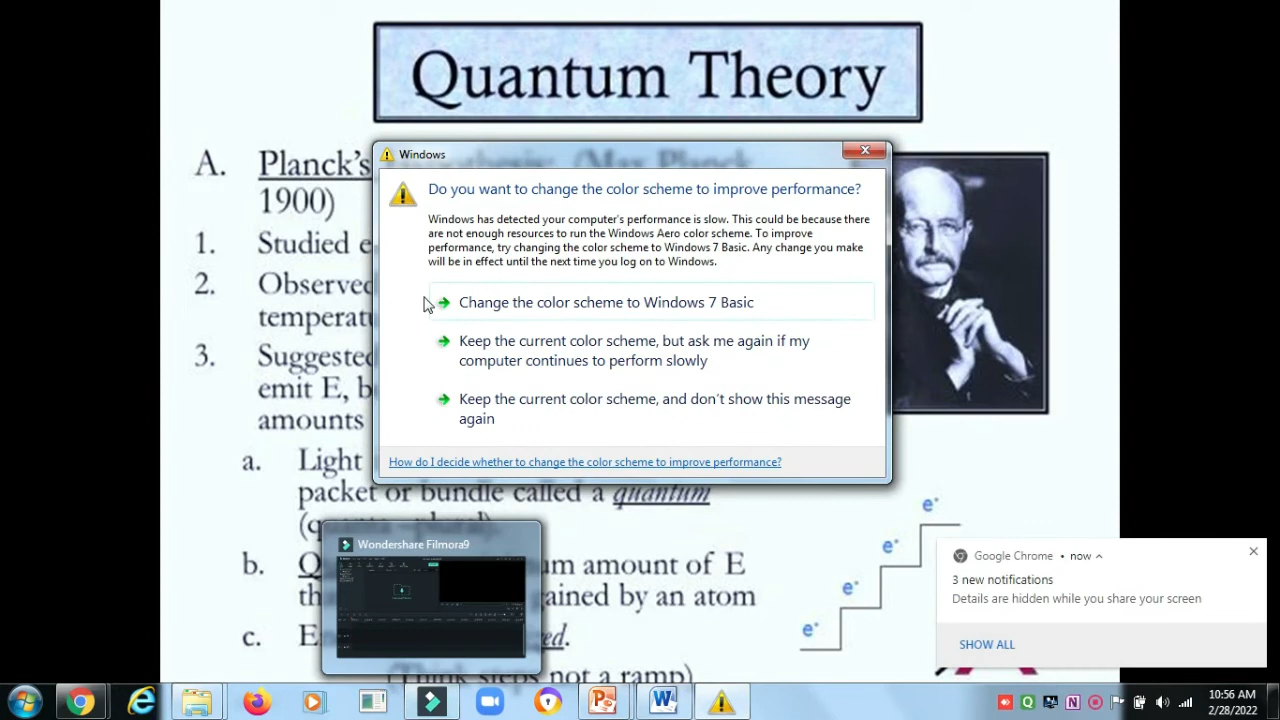 Quantum Theory
A. Planck's
1900)
1. Studied
2. Observed
3. Suggested
emit E,
amounts
a. Light
packet or bundle called a quantum
b.
amount of E
gained by an atom
c.
(Think steps not a ramp)
e-
e-
e-
e-
Windows
Do you want to change the color scheme to improve performance?
Windows has detected your computer's performance is slow. This could be because there
are not enough resources to run the Windows Aero color scheme. To improve
performance, try changing the color scheme to Windows 7 Basic. Any change you make
will be in effect until the next time you log on to Windows.
Change the color scheme to Windows 7 Basic
Keep the current color scheme, but ask me again if my
computer continues to perform slowly
Keep the current color scheme, and don't show this message
again
How do I decide whether to change the color scheme to improve performance?
Wondershare Filmora9
Google Chrome • now
3 new notifications
Details are hidden while you share your screen
SHOW ALL
10:56 AM
2/28/2022